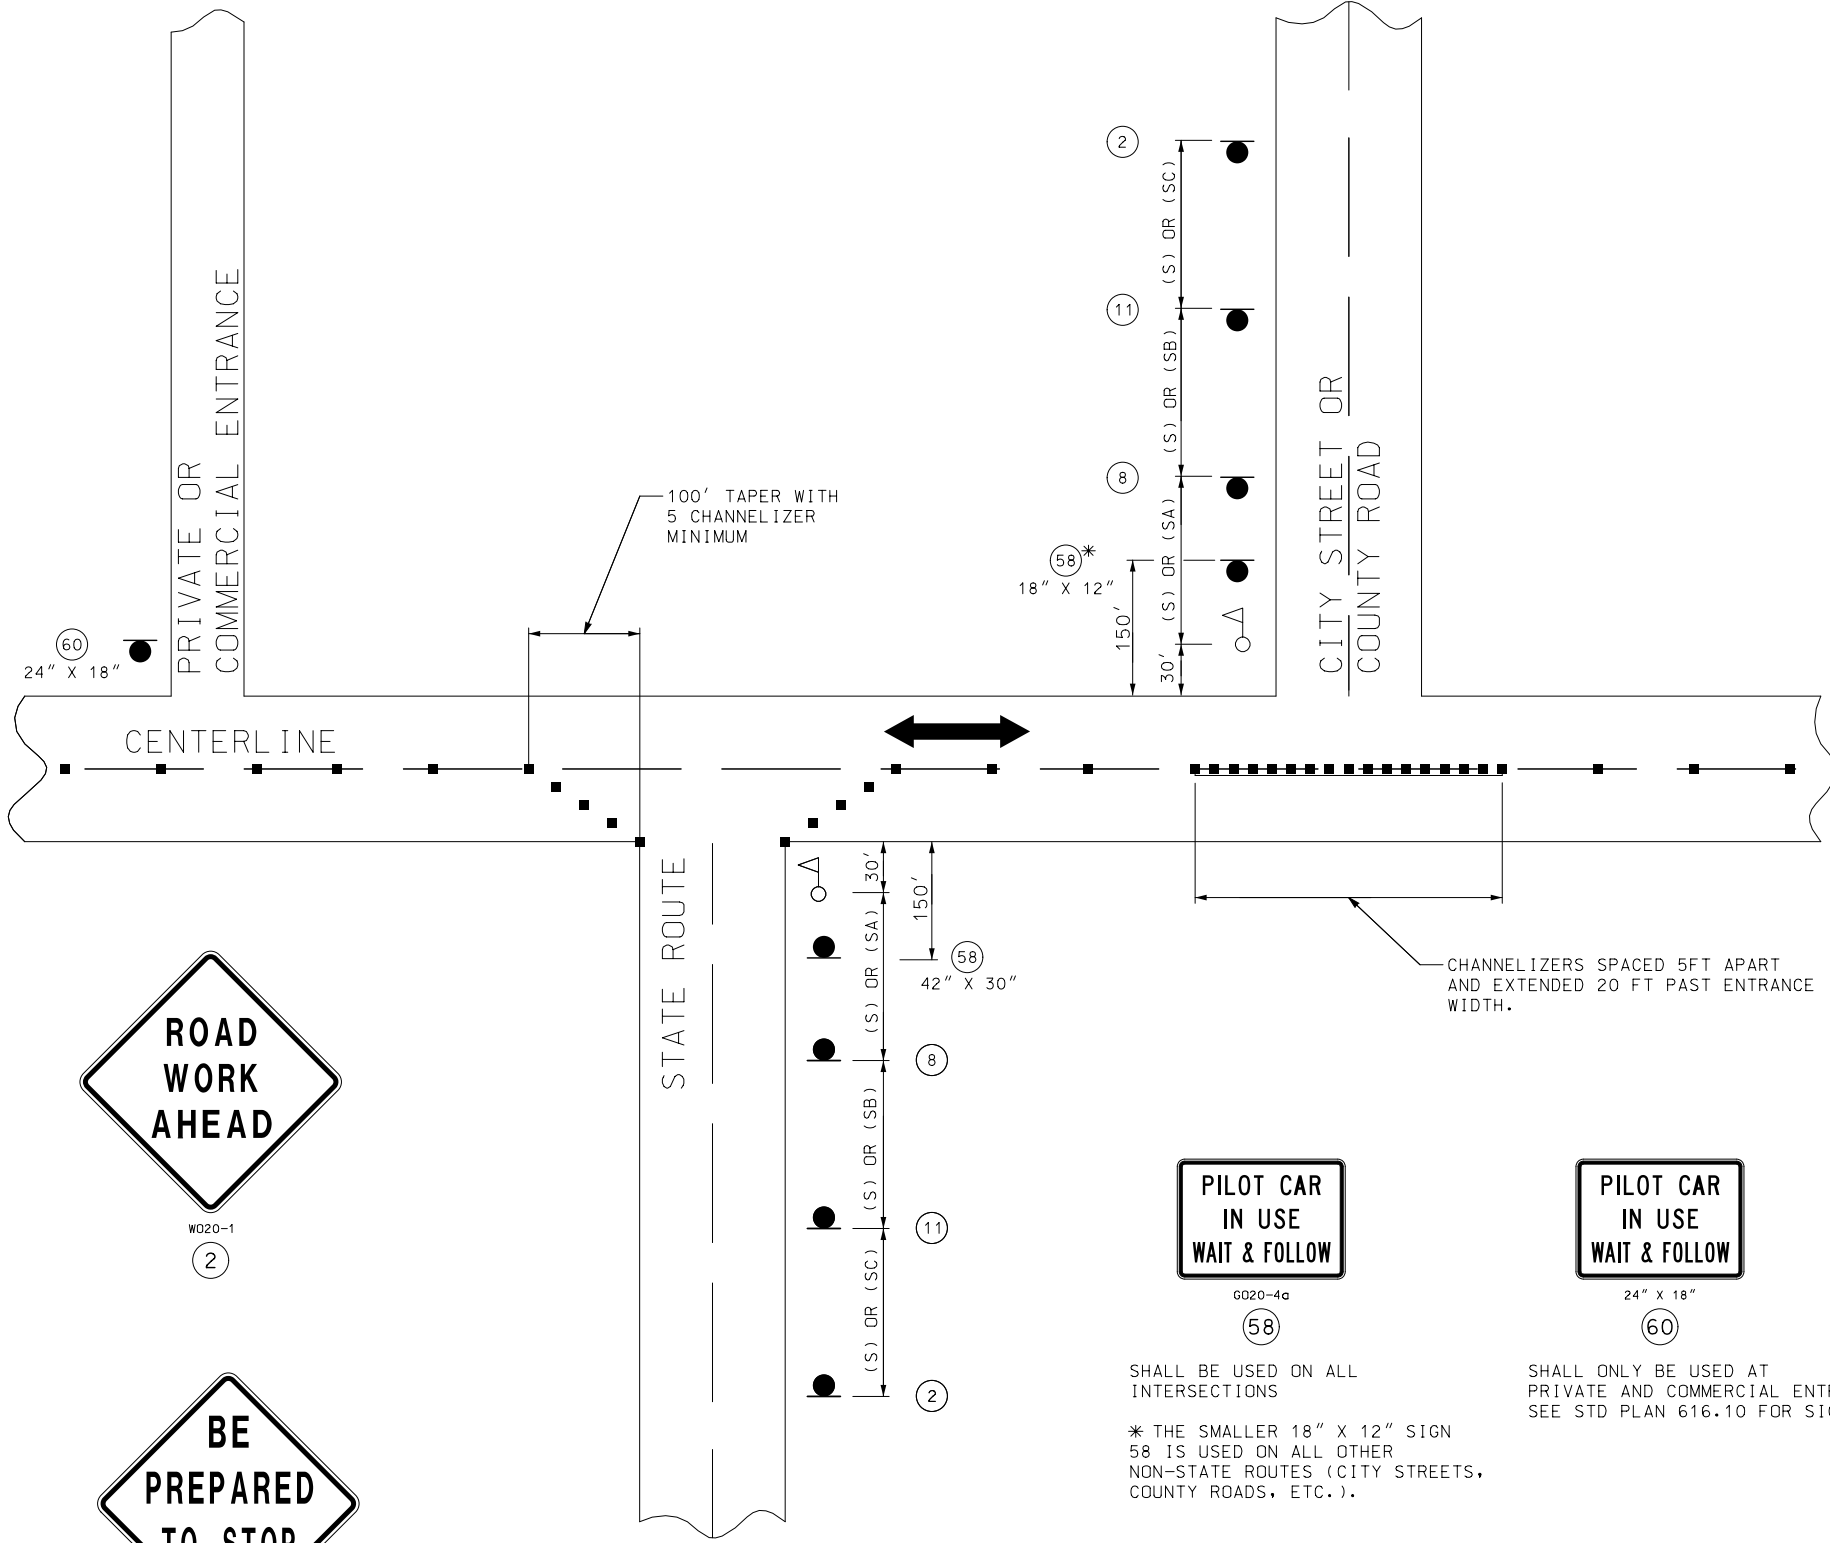 2
(S) OR (SC)
11
(S) OR (SB)
8
58*
18" X 12"
(S) OR (SA)
150'
30'
CITY STREET OR
COUNTY ROAD
PRIVATE OR
COMMERCIAL ENTRANCE
100' TAPER WITH
5 CHANNELIZER
MINIMUM
60
24" X 18"
CENTERLINE
STATE ROUTE
30'
150'
(S) OR (SA)
58
42" X 30"
8
(S) OR (SB)
11
(S) OR (SC)
2
CHANNELIZERS SPACED 5FT APART
AND EXTENDED 20 FT PAST ENTRANCE
WIDTH.
ROAD
WORK
AHEAD
WO20-1
2
BE
PREPARED
TO STOP
PILOT CAR
IN USE
WAIT & FOLLOW
GO20-4a
58
SHALL BE USED ON ALL
INTERSECTIONS
* THE SMALLER 18" X 12" SIGN
58 IS USED ON ALL OTHER
NON-STATE ROUTES (CITY STREETS,
COUNTY ROADS, ETC.).
PILOT CAR
IN USE
WAIT & FOLLOW
24" X 18"
60
SHALL ONLY BE USED AT
PRIVATE AND COMMERCIAL
SEE STD PLAN 616.10 FOR